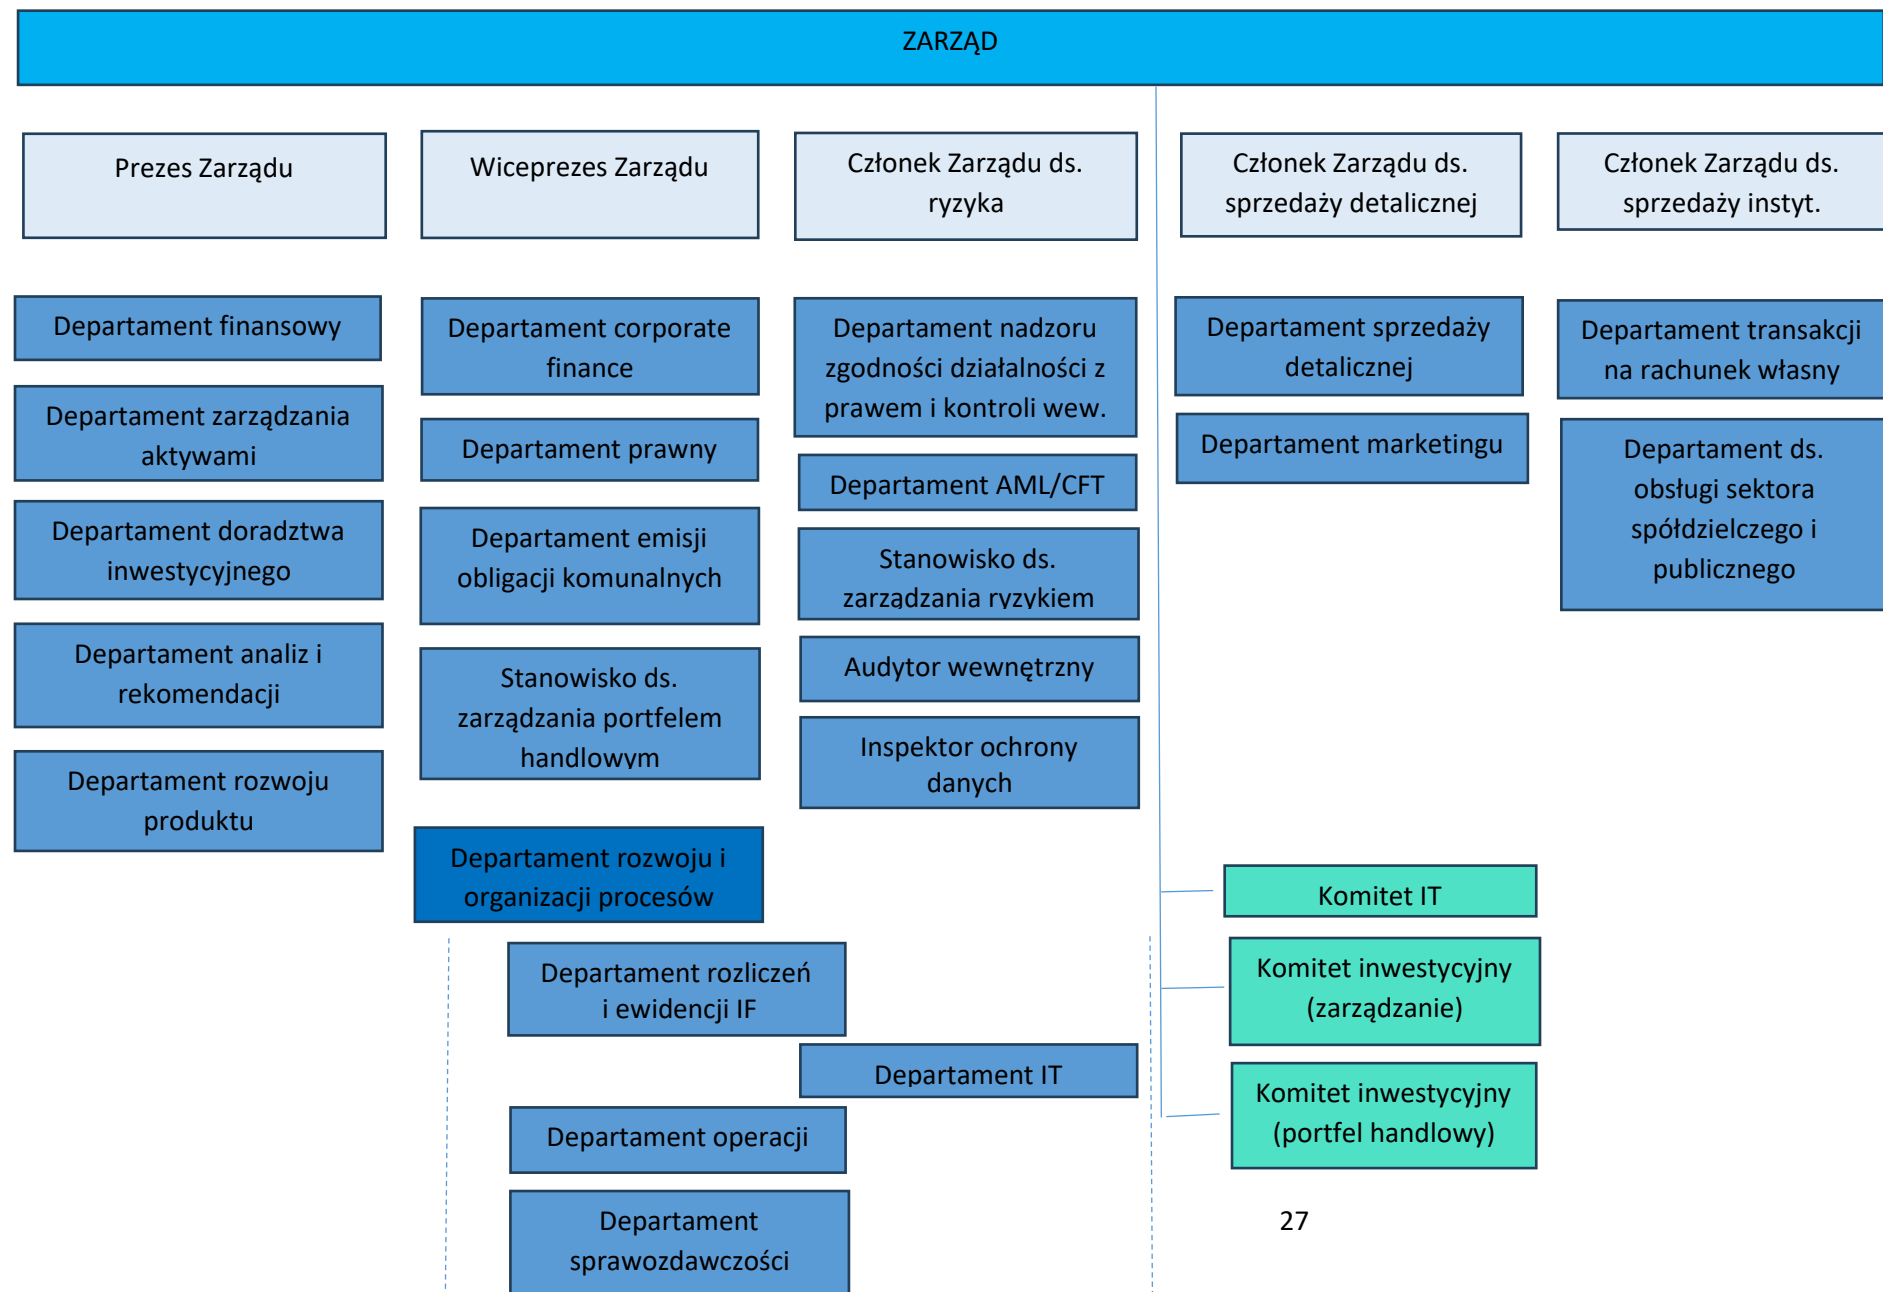 ZARZĄD
Prezes Zarządu
Wiceprezes Zarządu
Członek Zarządu ds.
ryzyka
Członek Zarządu ds.
sprzedaży detalicznej
Członek Zarządu ds.
sprzedaży instyt.
Departament finansowy
Departament zarządzania
aktywami
Departament doradztwa
inwestycyjnego
Departament analiz i
rekomendacji
Departament rozwoju
produktu
Departament corporate
finance
Departament prawny
Departament emisji
obligacji komunalnych
Stanowisko ds.
zarządzania portfelem
handlowym
Departament rozwoju i
organizacji procesów
Departament rozliczeń
i ewidencji IF
Departament IT
Departament operacji
Departament
sprawozdawczości
Departament nadzoru
zgodności działalności z
prawem i kontroli wew.
Departament AML/CFT
Stanowisko ds.
zarządzania ryzykiem
Audytor wewnętrzny
Inspektor ochrony
danych
Departament sprzedaży
detalicznej
Departament marketingu
Departament transakcji
na rachunek własny
Departament ds.
obsługi sektora
spółdzielczego i
publicznego
Komitet IT
Komitet inwestycyjny
(zarządzanie)
Komitet inwestycyjny
(portfel handlowy)
27